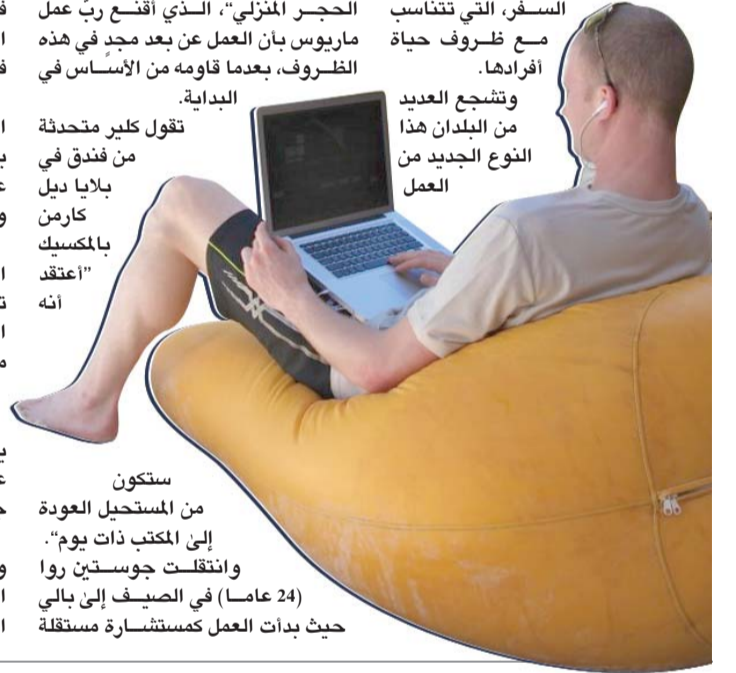 السفر، التي تتناسب
مع ظروف حياة
أفرادها.
وتشجع العديد
من البلدان هذا
النوع الجديد من
العمل
الحجر المنزلي“، الذي أقنع ربّ عمل
ماريوس بأن العمل عن بعد مجدٍ في هذه
الظروف، بعدما قاومه من الأساس في
البداية.
تقول كلير متحدثة
من فندق في
بلايا ديل
كارمن
بالمكسيك
”أعتقد
أنه
ستكون
من المستحيل العودة
إلى المكتب ذات يوم“.
وانتقلت جوستين روا
(24 عاما) في الصيف إلى بالي
حيث بدأت العمل كمستشارة مستقلة